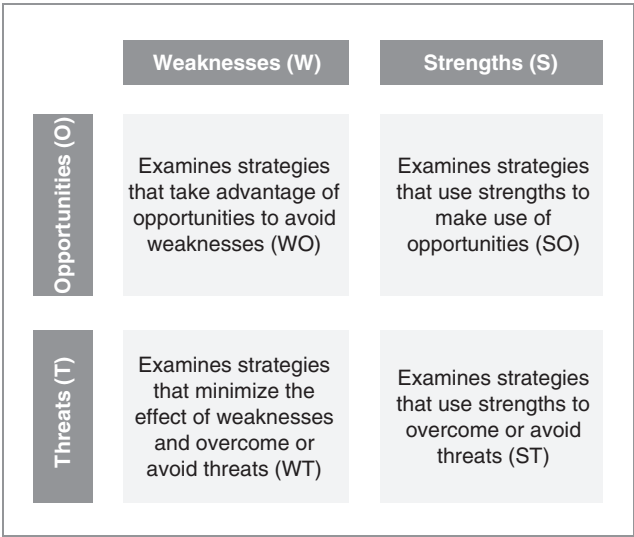 Weaknesses (W)
Strengths (S)
Opportunities (O)
Examines strategies
that take advantage of
opportunities to avoid
weaknesses (WO)
Examines strategies
that use strengths to
make use of
opportunities (SO)
Threats (T)
Examines strategies
that minimize the
effect of weaknesses
and overcome or
avoid threats (WT)
Examines strategies
that use strengths to
overcome or avoid
threats (ST)